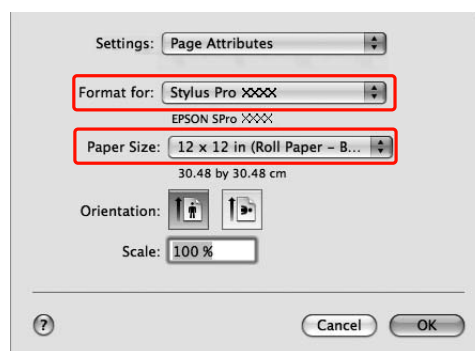 Settings: Page Attributes
Format for: Stylus Pro XXXX
EPSON SPro XXXX
Paper Size: 12 x 12 in (Roll Paper – B...
30.48 by 30.48 cm
Orientation:
Scale: 100 %
? Cancel OK